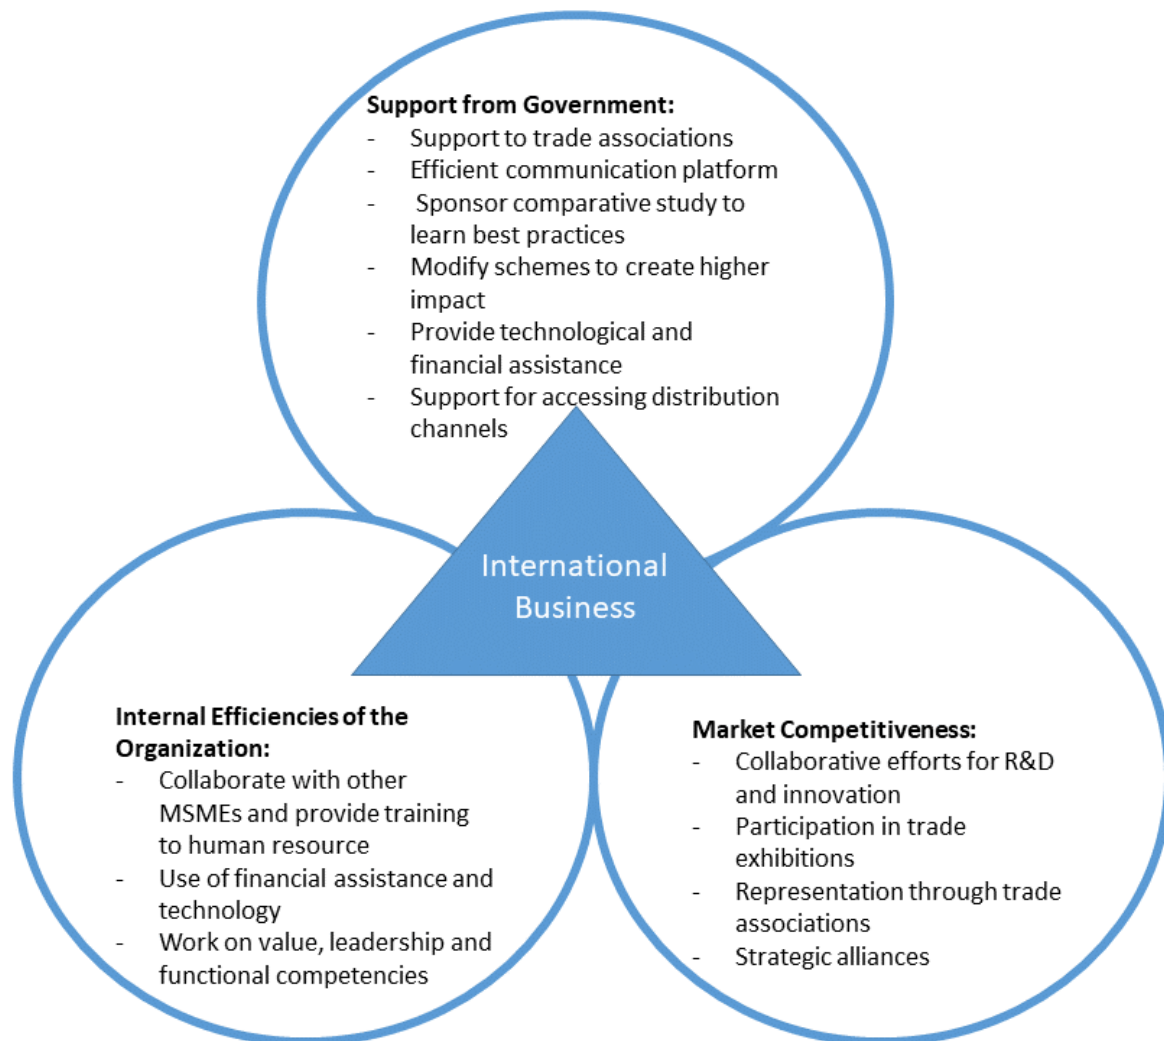 Support from Government:
- Support to trade associations
- Efficient communication platform
- Sponsor comparative study to
learn best practices
- Modify schemes to create higher
impact
- Provide technological and
financial assistance
- Support for accessing distribution
channels
International
Business
Internal Efficiencies of the
Organization:
- Collaborate with other
MSMEs and provide training
to human resource
- Use of financial assistance and
technology
- Work on value, leadership and
functional competencies
Market Competitiveness:
- Collaborative efforts for R&D
and innovation
- Participation in trade
exhibitions
- Representation through trade
associations
- Strategic alliances